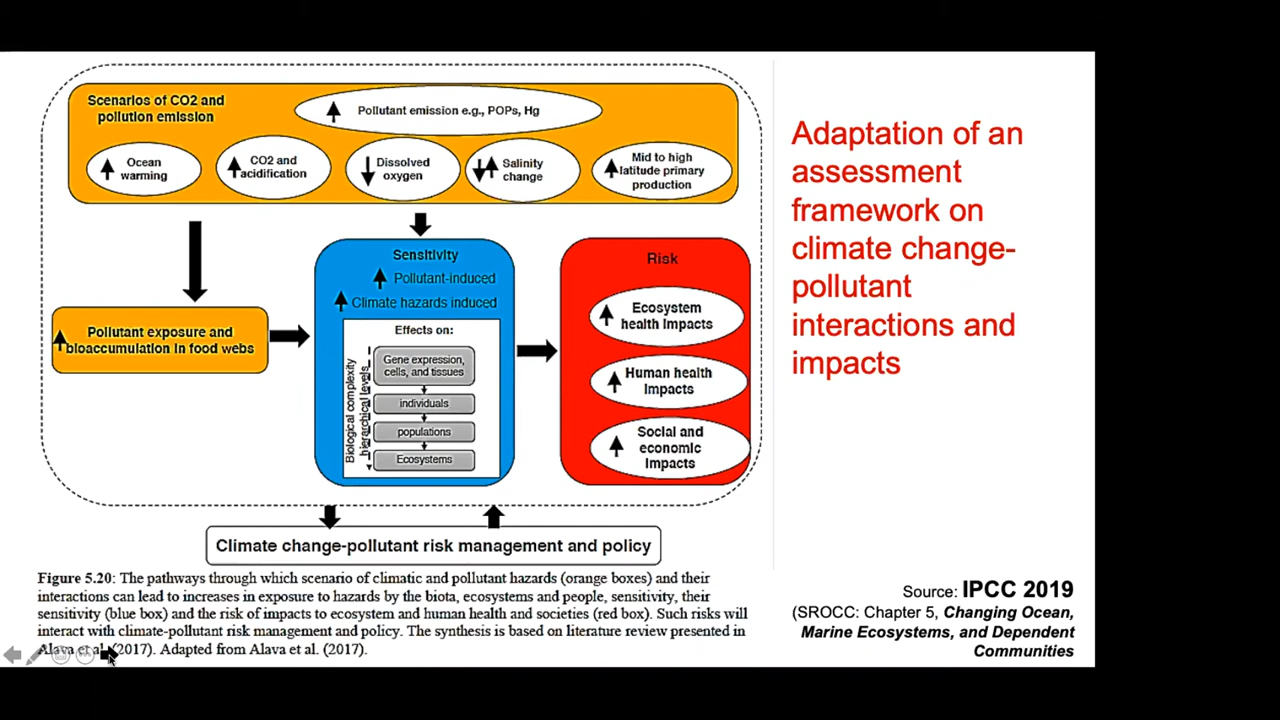 Scenarios of CO2 and
pollution emission
Pollutant emission e.g., POPs, Hg
Ocean
warming
CO2 and
acidification
Dissolved
oxygen
Salinity
change
Mid to high
latitude primary
production
Sensitivity
Pollutant-induced
Climate hazards induced
Effects on:
Biological complexity
hierarchical levels
Gene expression,
cells, and tissues
individuals
populations
Ecosystems
Pollutant exposure and
bioaccumulation in food webs
Risk
Ecosystem
health impacts
Human health
impacts
Social and
economic
impacts
Climate change-pollutant risk management and policy
Figure 5.20: The pathways through which scenario of climatic and pollutant hazards (orange boxes) and their
interactions can lead to increases in exposure to hazards by the biota, ecosystems and people, sensitivity, their
sensitivity (blue box) and the risk of impacts to ecosystem and human health and societies (red box). Such risks will
interact with climate-pollutant risk management and policy. The synthesis is based on literature review presented in
Alava et al. (2017). Adapted from Alava et al. (2017).
Adaptation of an
assessment
framework on
climate change-
pollutant
interactions and
impacts
Source: IPCC 2019
(SROCC: Chapter 5, Changing Ocean,
Marine Ecosystems, and Dependent
Communities)